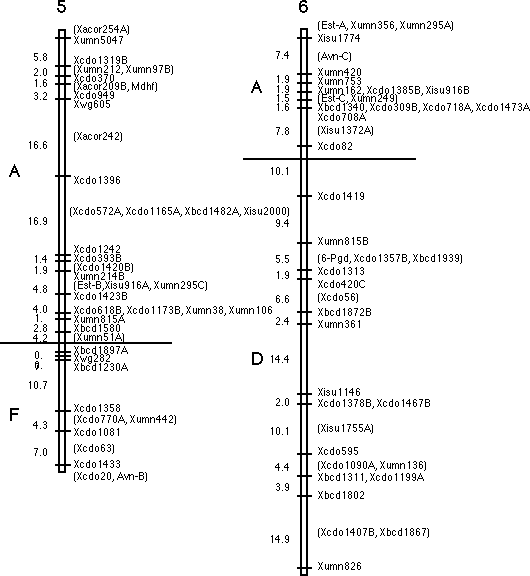 5
(Xacor254A)
Xumn5047
5.8
Xcdo1319B
2.0
(Xumn212, Xumn97B)
Xcdo370
1.6
(Xacor209B, Mdhf)
3.2
Xcdo949
Xwg605
(Xacor242)
16.6
A
Xcdo1396
(Xcdo572A, Xcdo1165A, Xbcd1482A, Xisu2000)
16.9
Xcdo1242
1.4
Xcdo393B
(Xcdo1420B)
1.9
Xumn214B
(Est-B,Xisu916A, Xumn295C)
4.8
Xcdo1423B
4.0
Xcdo618B, Xcdo1173B, Xumn38, Xumn106
1.
Xumn815A
2.8
Xbcd1580
4.2
(Xumn51A)
Xbcd1897A
0.
Xwg282
Xbcd1230A
10.7
Xcdo1358
F
(Xcdo770A, Xumn442)
4.3
Xcdo1081
(Xcdo63)
7.0
Xcdo1433
(Xcdo20, Avn-B)
6
(Est-A, Xumn356, Xumn295A)
Xisu1774
7.4
(Avn-C)
Xumn420
1.9
Xumn753
A
1.9
Xumn162, Xcdo1385B, Xisu916B
1.5
(Est-C, Xumn249)
1.6
Xbcd1340, Xcdo309B, Xcdo718A, Xcdo1473A
Xcdo708A
7.8
(Xisu1372A)
Xcdo82
10.1
Xcdo1419
9.4
Xumn815B
5.5
(6-Pgd, Xcdo1357B, Xbcd1939)
Xcdo1313
1.9
Xcdo420C
6.6
(Xcdo56)
Xbcd1872B
2.4
Xumn361
D
14.4
Xisu1146
2.0
Xcdo1378B, Xcdo1467B
10.1
(Xisu1755A)
Xcdo595
4.4
(Xcdo1090A, Xumn136)
Xbcd1311, Xcdo1199A
3.9
Xbcd1802
14.9
(Xcdo1407B, Xbcd1867)
Xumn826